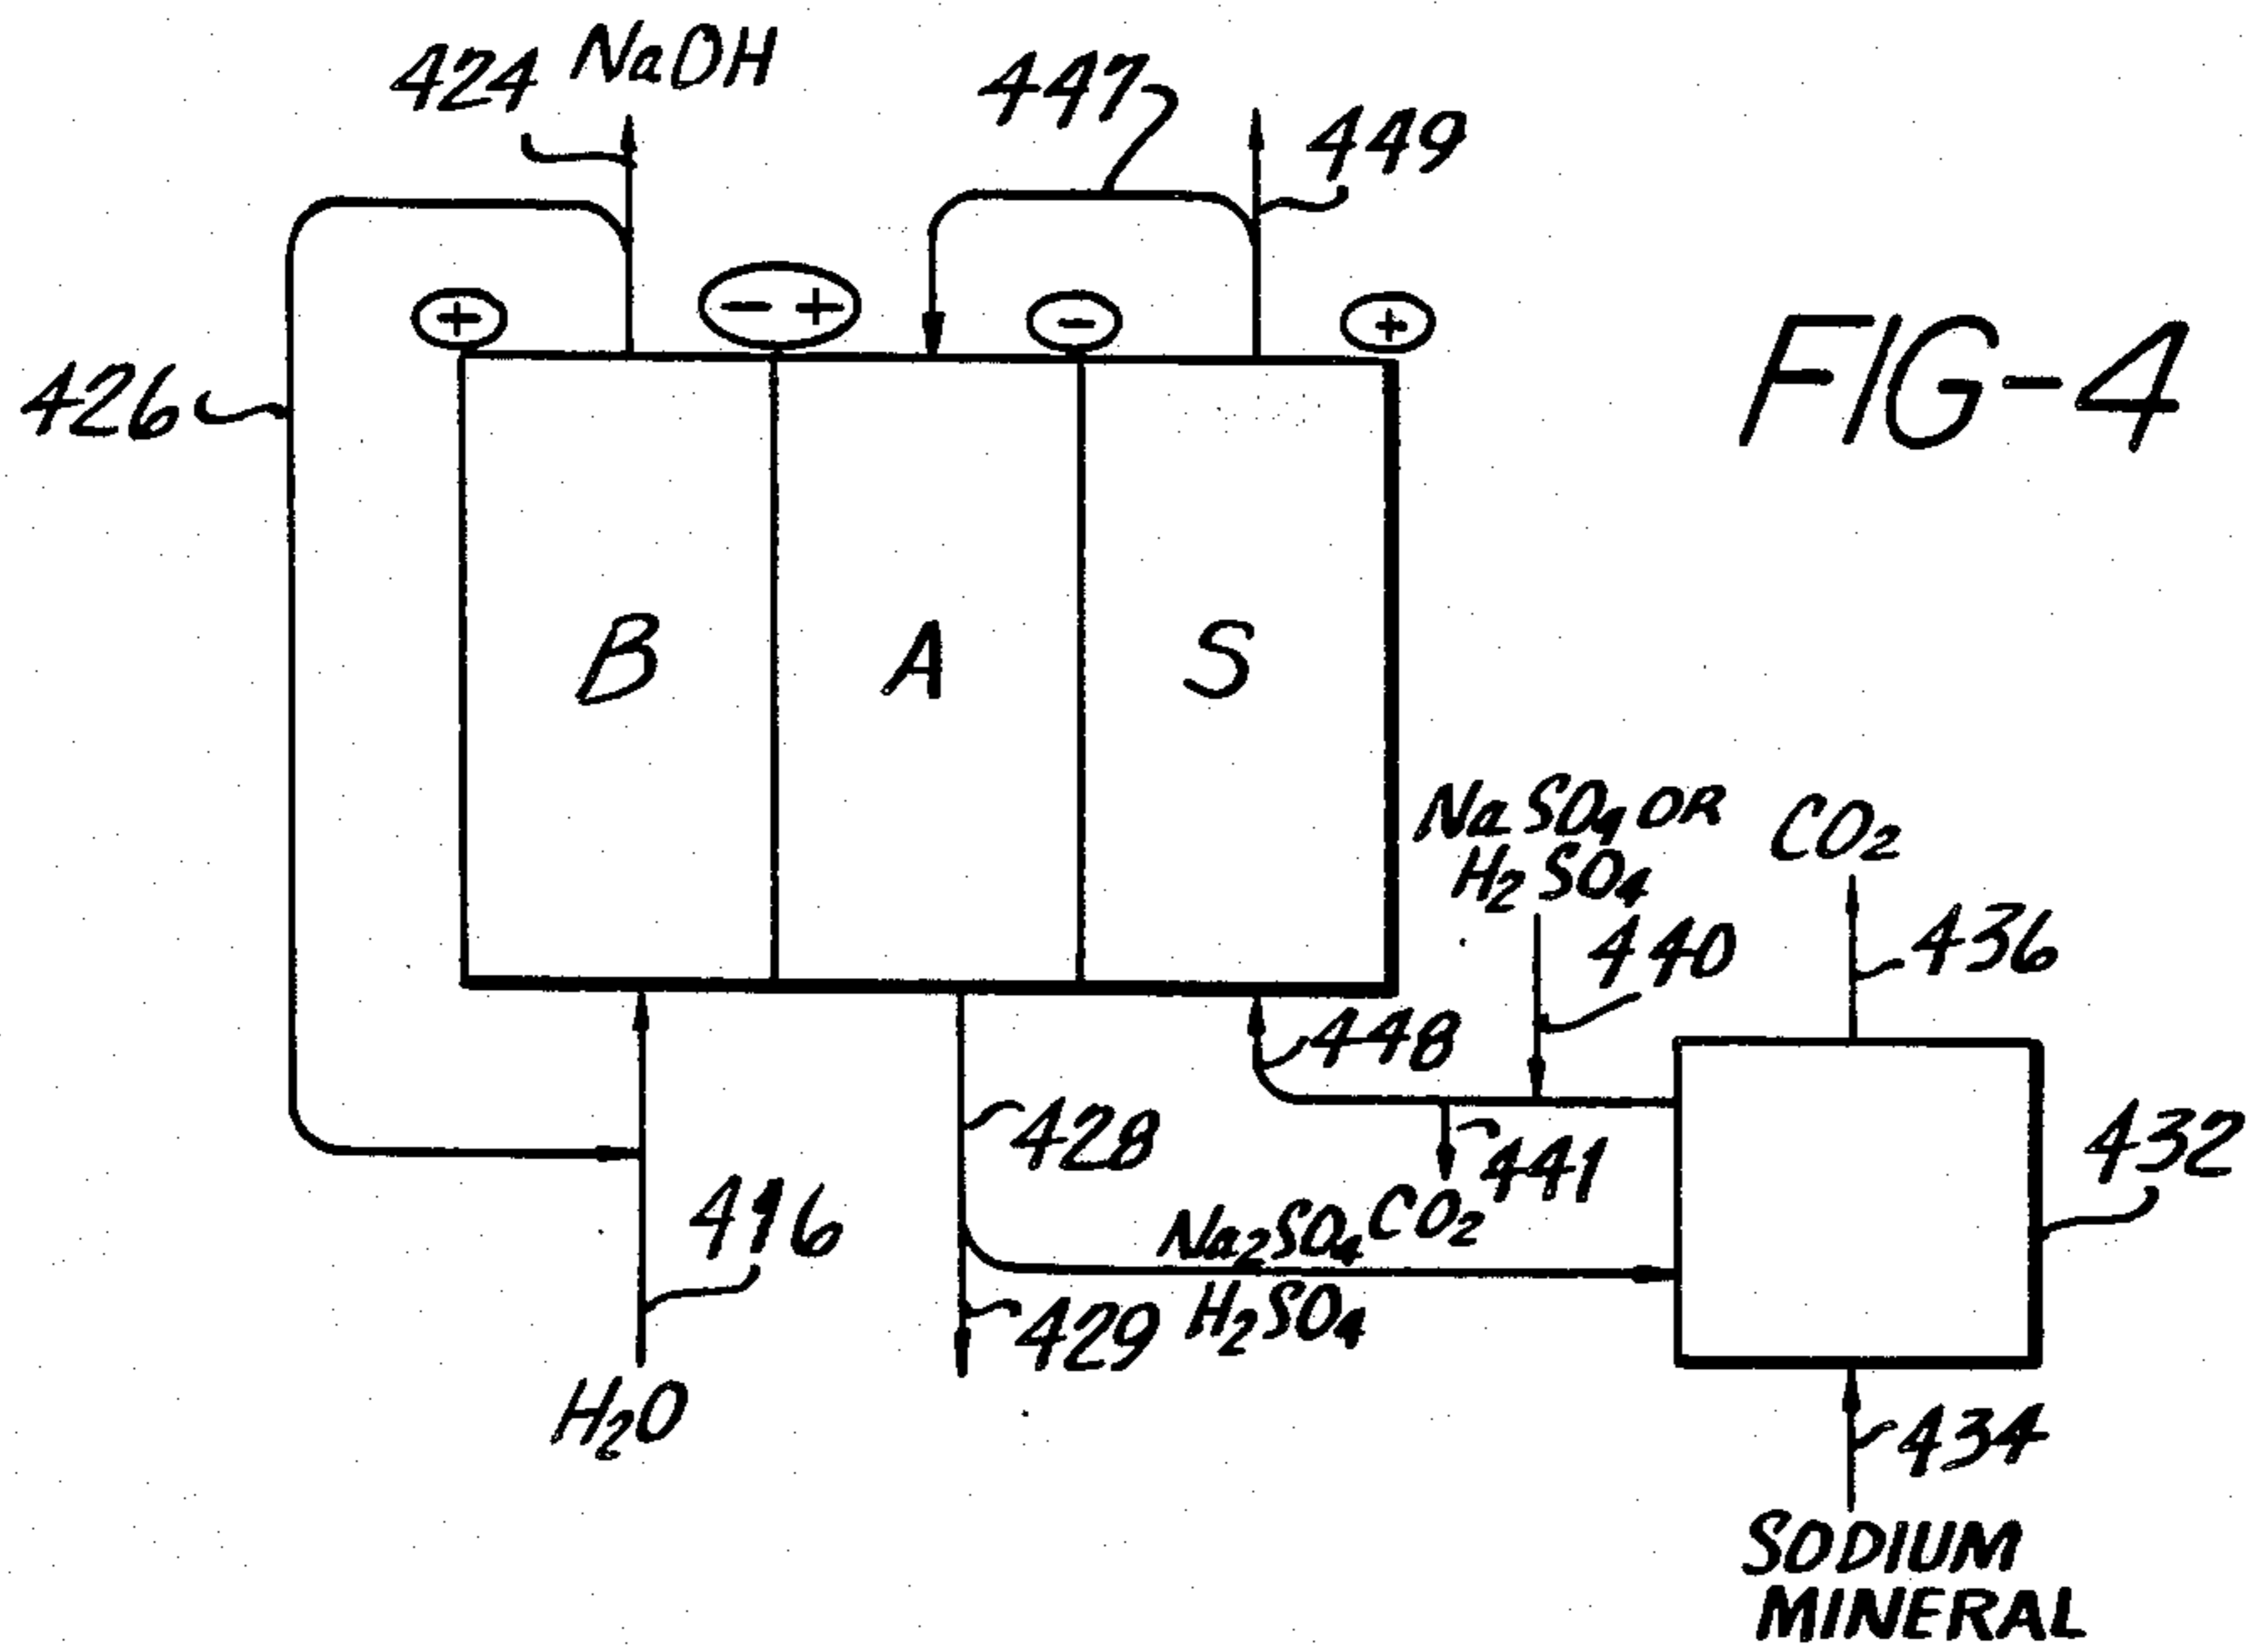 424 NaOH
447
449
+
- +
-
+
FIG-4
426
B
A
S
NaSO4 OR
H2SO4
CO2
440
436
448
428
441
432
416
Na2SO4 CO2
429
H2SO4
H2O
434
SODIUM
MINERAL